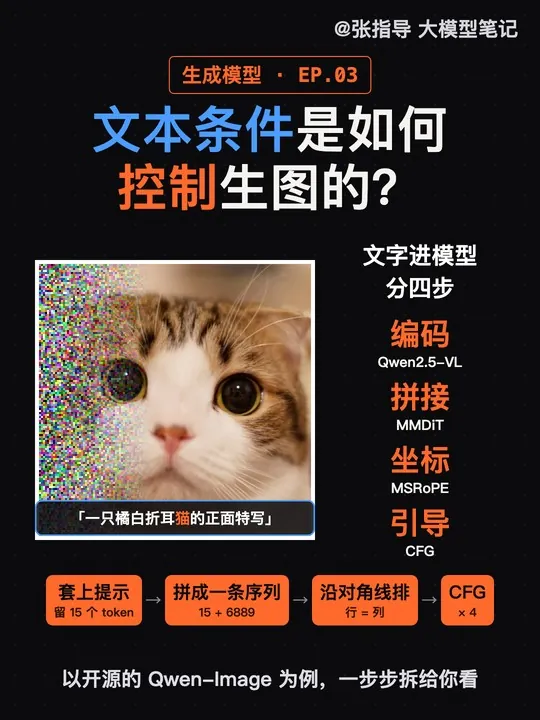 @张指导 大模型笔记
生成模型 · EP.03
文本条件是如何
控制生图的?
文字进模型
分四步
编码
Qwen2.5-VL
拼接
MMDiT
坐标
MSRoPE
引导
CFG
「一只橘白折耳猫的正面特写」
套上提示
留 15 个 token
→
拼成一条序列
15 + 6889
→
沿对角线排
行 = 列
→
CFG
× 4
以开源的 Qwen-Image 为例，一步步拆给你看